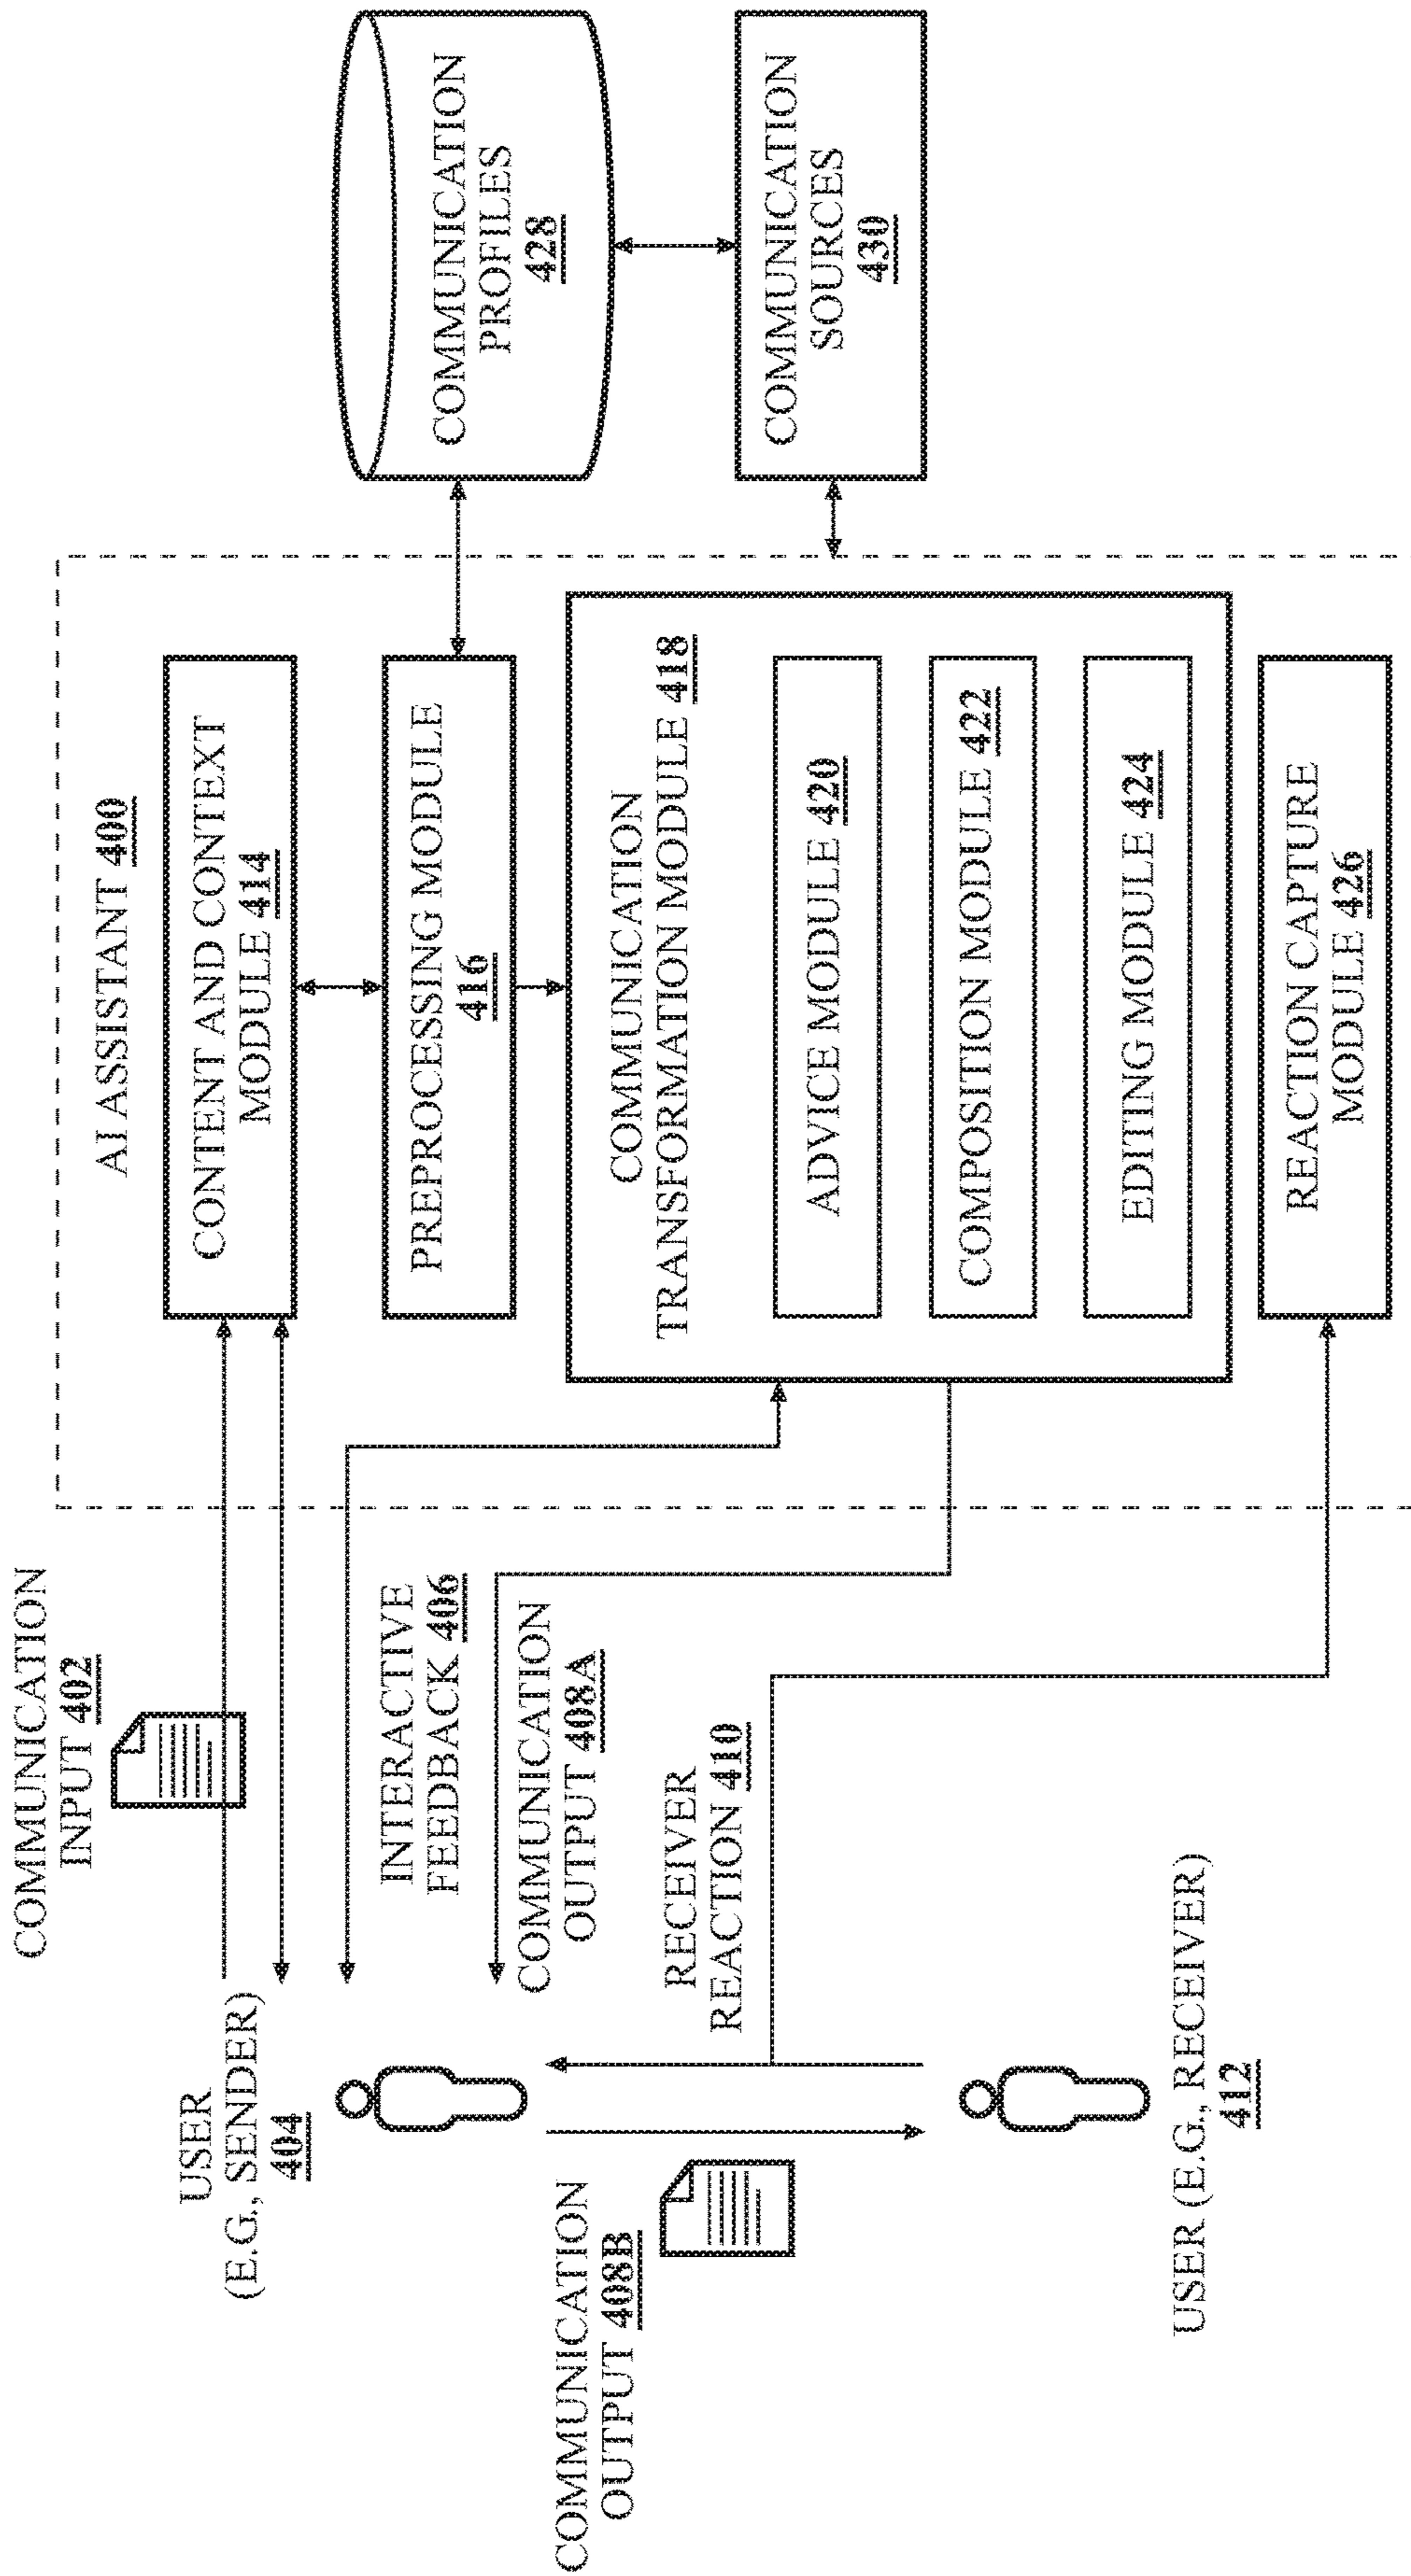 COMMUNICATION
INPUT 402
USER
(E.G., SENDER)
404
INTERACTIVE
FEEDBACK 406
COMMUNICATION
OUTPUT 408A
COMMUNICATION
OUTPUT 408B
RECEIVER
REACTION 410
USER (E.G., RECEIVER)
412
AI ASSISTANT 400
CONTENT AND CONTEXT
MODULE 414
PREPROCESSING MODULE
416
COMMUNICATION
TRANSFORMATION MODULE 418
ADVICE MODULE 420
COMPOSITION MODULE 422
EDITING MODULE 424
REACTION CAPTURE
MODULE 426
COMMUNICATION
PROFILES
428
COMMUNICATION
SOURCES
430